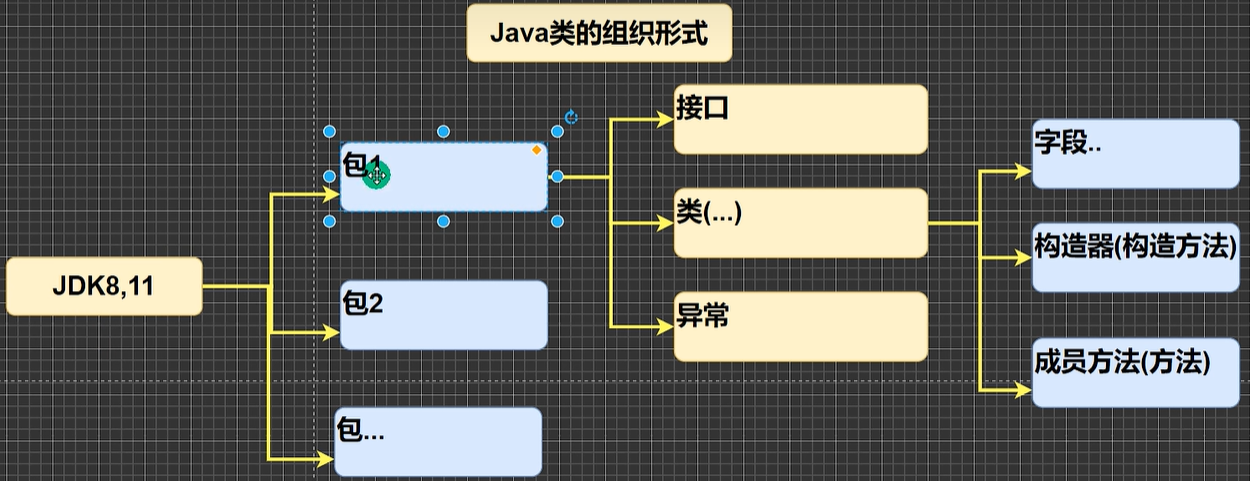 Java类的组织形式
JDK8,11
包1
包2
包...
接口
类(...)
异常
字段..
构造器(构造方法)
成员方法(方法)